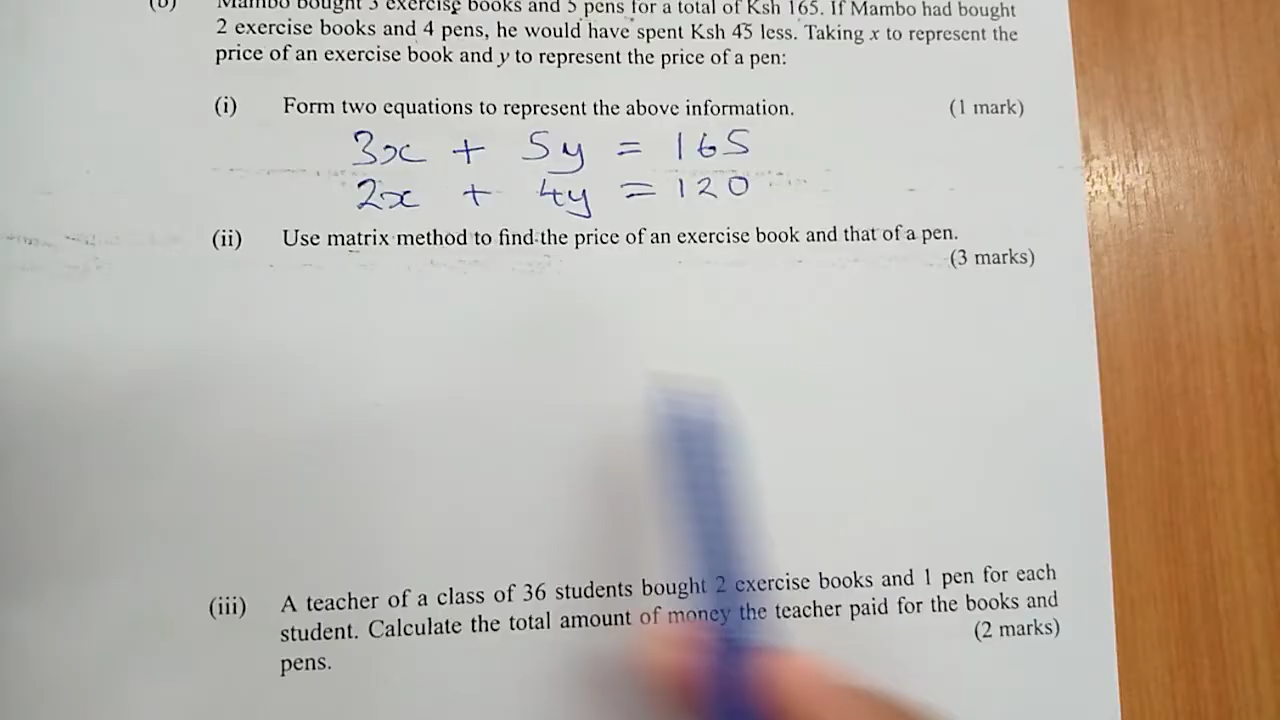 (b) Mambo bought 3 exercise books and 5 pens for a total of Ksh 165. If Mambo had bought
2 exercise books and 4 pens, he would have spent Ksh 45 less. Taking x to represent the
price of an exercise book and y to represent the price of a pen:
(i) Form two equations to represent the above information. (1 mark)
3x + 5y = 165
2x + 4y = 120
(ii) Use matrix method to find the price of an exercise book and that of a pen.
(3 marks)
(iii) A teacher of a class of 36 students bought 2 exercise books and 1 pen for each
student. Calculate the total amount of money the teacher paid for the books and
pens. (2 marks)